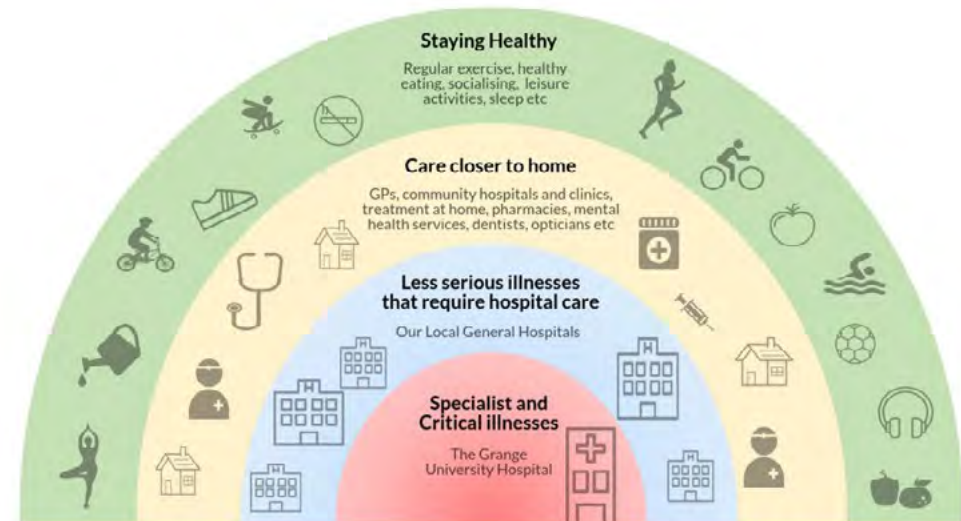 Staying Healthy
Regular exercise, healthy
eating, socialising, leisure
activities, sleep etc
Care closer to home
GPs, community hospitals and clinics,
treatment at home, pharmacies, mental
health services, dentists, opticians etc
Less serious illnesses
that require hospital care
Our Local General Hospitals
Specialist and
Critical illnesses
The Grange
University Hospital